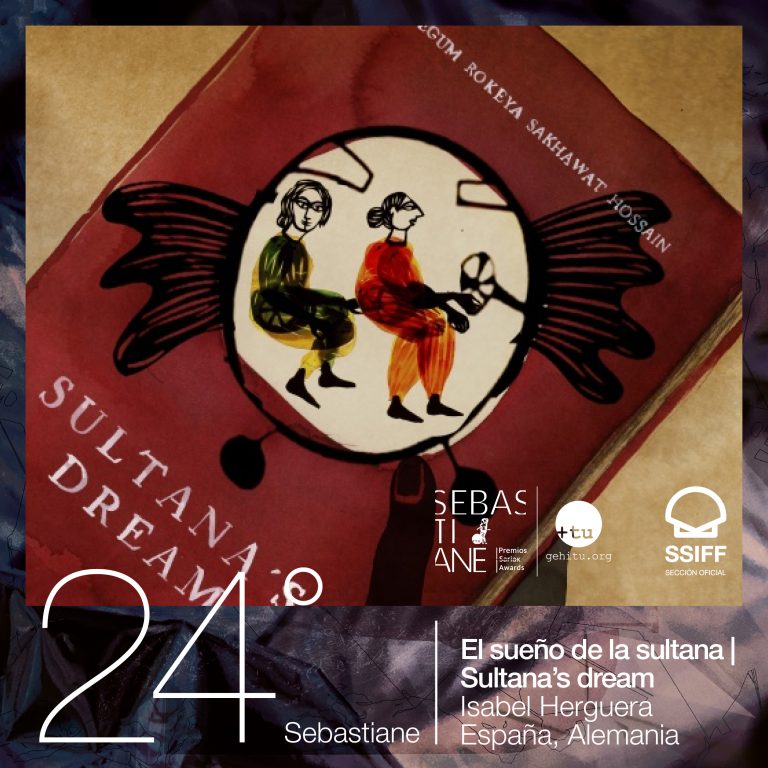 EGUM ROKEYA SAKHAWAT HOSSAIN
SULTANA'S
DREAM
SEBAS
TI
ANE
Premios
Sariak
Awards
+tu
gehitu.org
SSIFF
SECCIÓN OFICIAL
24°
Sebastiane
El sueño de la sultana |
Sultana's dream
Isabel Herguera
España, Alemania